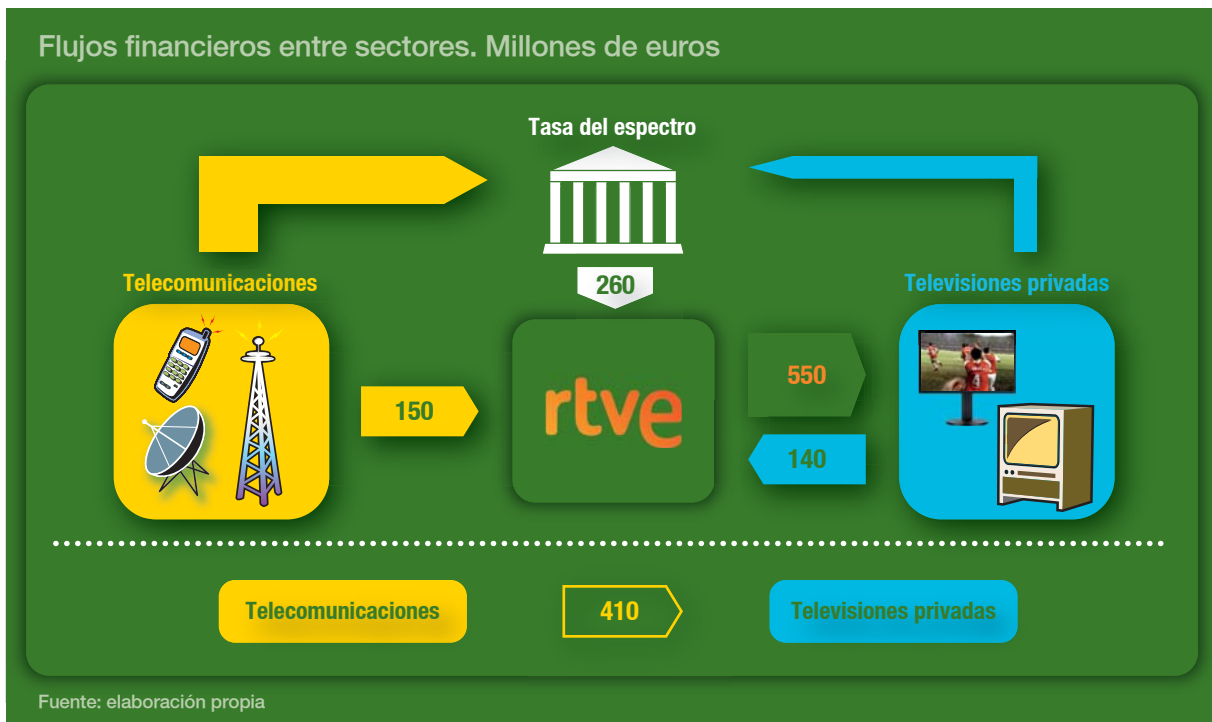 Flujos financieros entre sectores. Millones de euros
Tasa del espectro
260
Telecomunicaciones
Televisiones privadas
150
rtve
550
140
4
Telecomunicaciones
410
Televisiones privadas
Fuente: elaboración propia